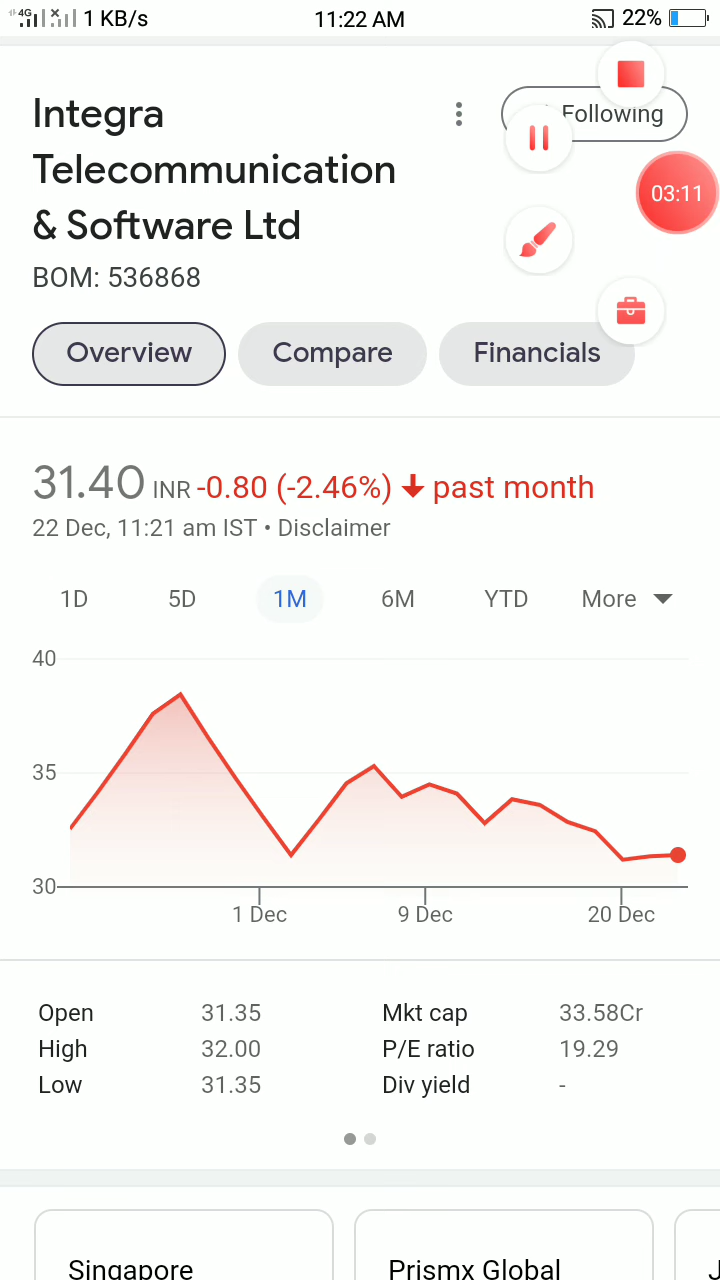 4G 1 KB/s 11:22 AM 22%
Integra
Telecommunication
& Software Ltd
Following
03:11
BOM: 536868
Overview Compare Financials
31.40 INR -0.80 (-2.46%) past month
22 Dec, 11:21 am IST • Disclaimer
1D 5D 1M 6M YTD More
40
35
30
1 Dec 9 Dec 20 Dec
Open 31.35 Mkt cap 33.58Cr
High 32.00 P/E ratio 19.29
Low 31.35 Div yield -
Singapore Prismx Global